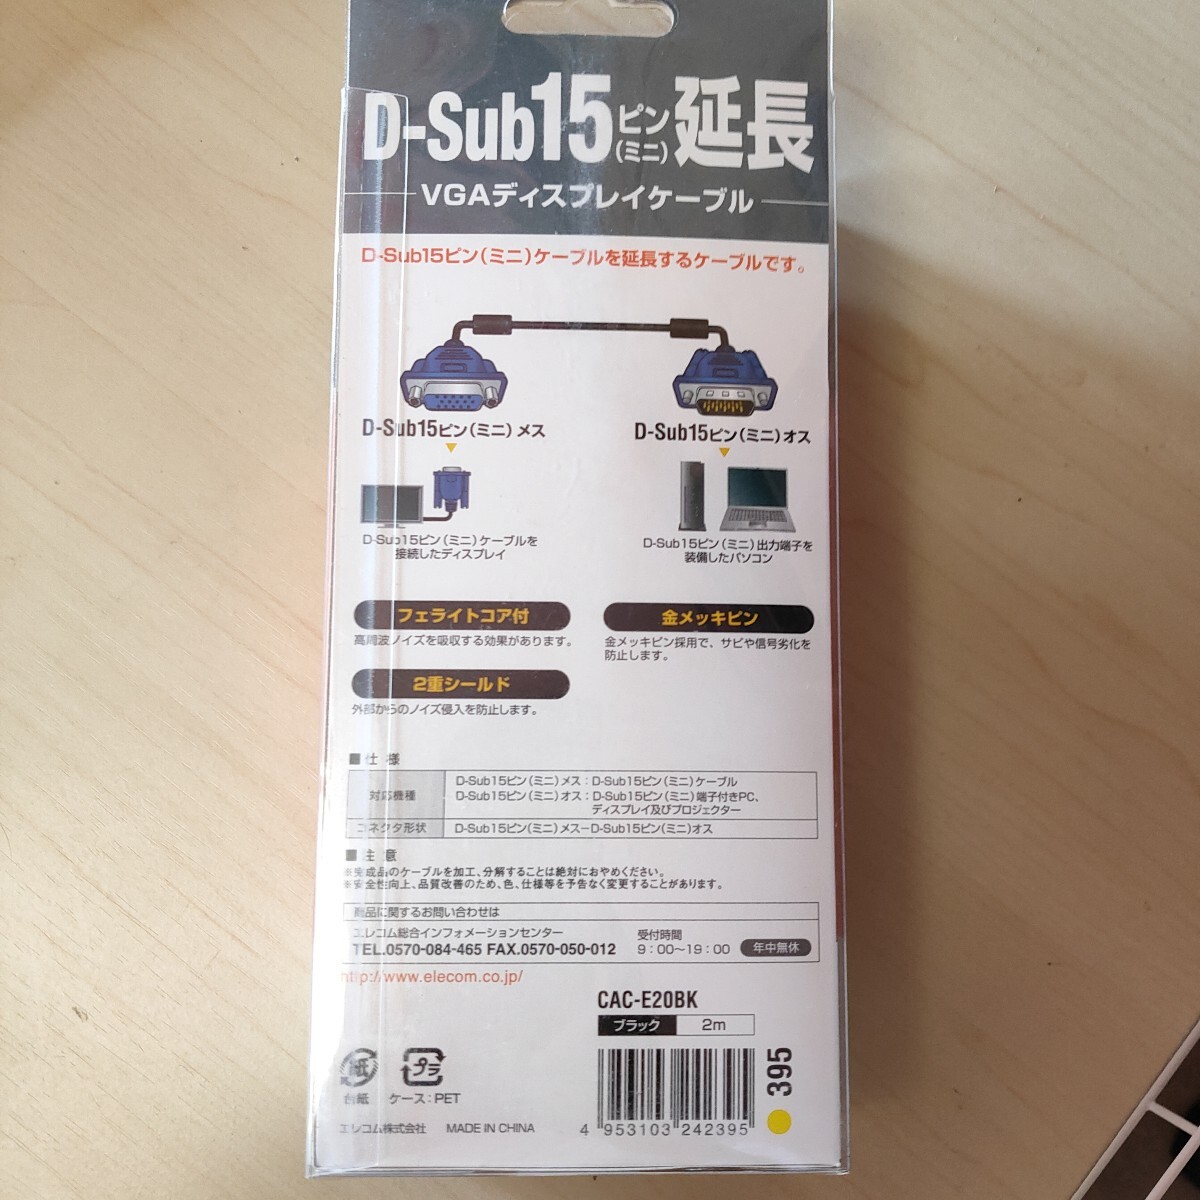 D-Sub15ピン(ミニ)延長
VGAディスプレイケーブル
D-Sub15ピン(ミニ)ケーブルを延長するケーブルです。
D-Sub15ピン(ミニ)メス
D-Sub15ピン(ミニ)オス
D-Sub15ピン(ミニ)ケーブルを
接続したディスプレイ
D-Sub15ピン(ミニ)出力端子を
装備したパソコン
フェライトコア付
高周波ノイズを吸収する効果があります。
金メッキピン
金メッキピン採用で、サビや信号劣化を
防止します。
2重シールド
外部からのノイズ侵入を防止します。
■仕様
対応機種
D-Sub15ピン(ミニ)メス:D-Sub15ピン(ミニ)ケーブル
D-Sub15ピン(ミニ)オス:D-Sub15ピン(ミニ)端子付きPC、
ディスプレイ及びプロジェクター
コネクタ形状
D-Sub15ピン(ミニ)メス－D-Sub15ピン(ミニ)オス
■注意
※完成品のケーブルを加工、分解することは絶対におやめください。
※安全性向上、品質改善のため、色、仕様等を予告なく変更することがあります。
商品に関するお問い合わせは
エレコム総合インフォメーションセンター
TEL.0570-084-465 FAX.0570-050-012
受付時間
9:00～19:00
年中無休
http://www.elecom.co.jp/
CAC-E20BK
ブラック
2m
395
紙
台紙
プラ
ケース:PET
エレコム株式会社
MADE IN CHINA
4 953103 242395